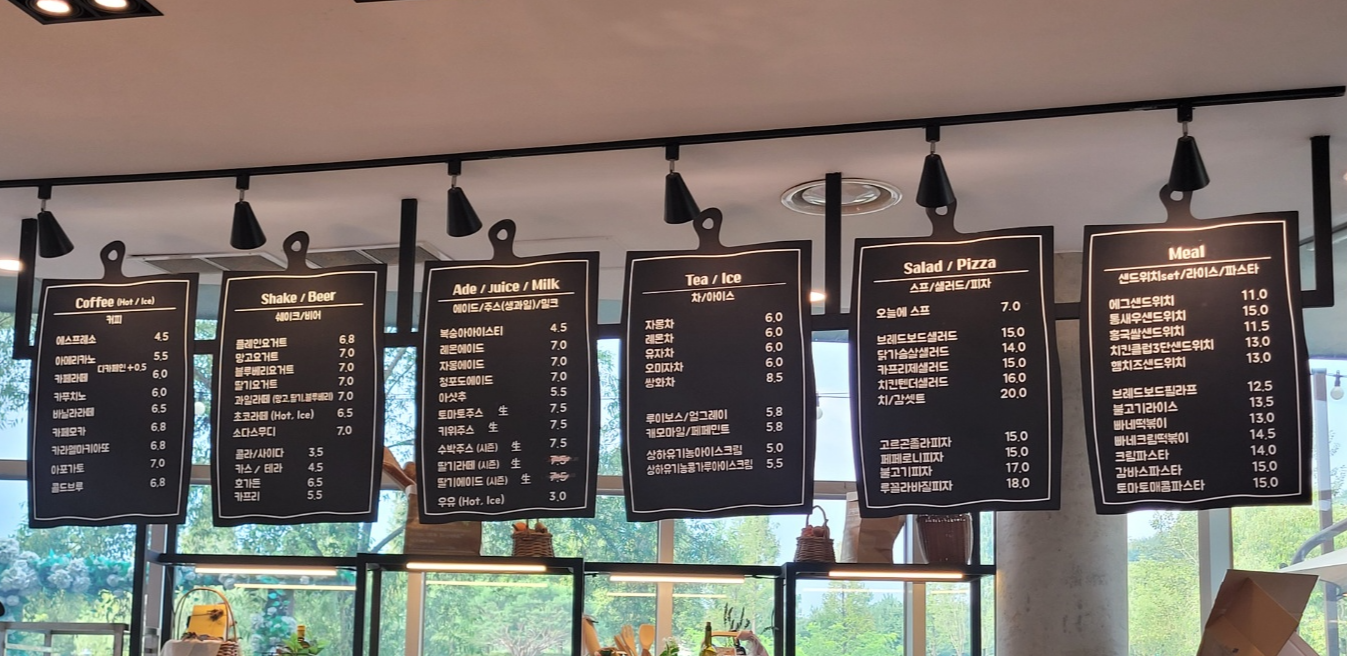 Coffee (Hot / Ice)
커피
에스프레소 4.5
아메리카노 5.5
디카페인 +0.5
카페라떼 6.0
카푸치노 6.0
바닐라라떼 6.5
카페모카 6.8
카라멜마키아또 6.8
아포가토 7.0
콜드브루 6.8
Shake / Beer
쉐이크/비어
플레인요거트 6.8
망고요거트 7.0
블루베리요거트 7.0
딸기요거트 7.0
과일라떼 (망고,딸기,블루베리) 7.0
초코라떼 (Hot, Ice) 6.5
소다스무디 7.0
콜라/사이다 3.5
카스 / 테라 4.5
호가든 6.5
카프리 5.5
Ade / Juice / Milk
에이드/주스(생과일)/밀크
복숭아아이스티 4.5
레몬에이드 7.0
자몽에이드 7.0
청포도에이드 7.0
아샷추 5.5
토마토주스 生 7.5
키위주스 生 7.5
수박주스 (시즌) 生 7.5
딸기라떼 (시즌) 生 7.5
딸기에이드 (시즌) 生 7.5
우유 (Hot, Ice) 3.0
Tea / Ice
차/아이스
자몽차 6.0
레몬차 6.0
유자차 6.0
오미자차 6.0
쌍화차 8.5
루이보스/얼그레이 5.8
캐모마일/페페민트 5.8
상하유기농아이스크림 5.0
상하유기농콩가루아이스크림 5.5
Salad / Pizza
스프/샐러드/피자
오늘에 스프 7.0
브레드보드샐러드 15.0
닭가슴살샐러드 14.0
카프리제샐러드 15.0
치킨텐더샐러드 16.0
치/감셋트 20.0
고르곤졸라피자 15.0
페페로니피자 15.0
불고기피자 17.0
루꼴라바질피자 18.0
Meal
샌드위치set/라이스/파스타
에그샌드위치 11.0
통새우샌드위치 15.0
홍국쌀샌드위치 11.5
치킨클럽3단샌드위치 13.0
햄치즈샌드위치 13.0
브레드보드필라프 12.5
불고기라이스 13.5
빠네떡볶이 13.0
빠네크림떡볶이 14.5
크림파스타 14.0
감바스파스타 15.0
토마토매콤파스타 15.0